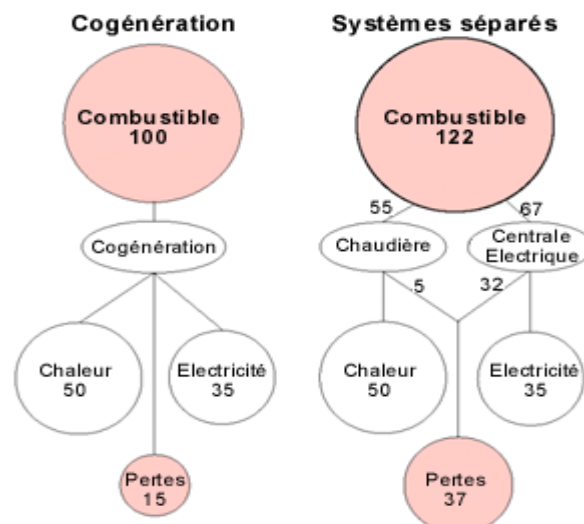 Cogénération
Systèmes séparés
Combustible
100
Combustible
122
55
67
Cogénération
Chaudière
Centrale
Electrique
5
32
Chaleur
50
Electricité
35
Chaleur
50
Electricité
35
Pertes
15
Pertes
37